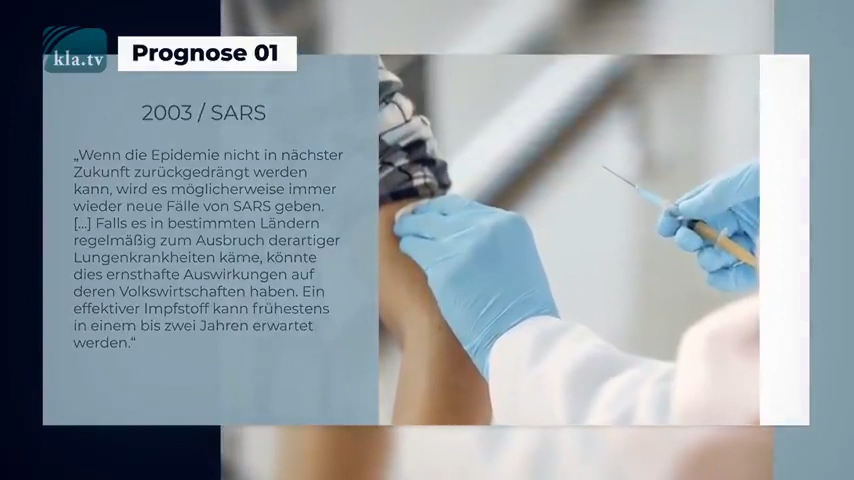 kla.tv
Prognose 01
2003 / SARS
„Wenn die Epidemie nicht in nächster
Zukunft zurückgedrängt werden
kann, wird es möglicherweise immer
wieder neue Fälle von SARS geben.
[...] Falls es in bestimmten Ländern
regelmäßig zum Ausbruch derartiger
Lungenkrankheiten käme, könnte
dies ernsthafte Auswirkungen auf
deren Volkswirtschaften haben. Ein
effektiver Impfstoff kann frühestens
in einem bis zwei Jahren erwartet
werden.“